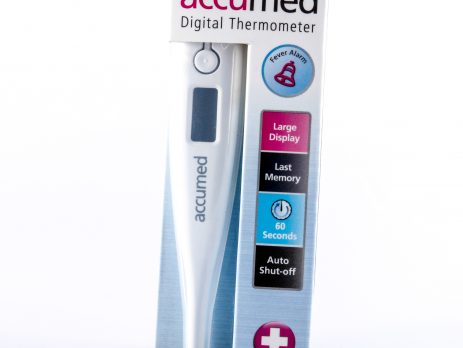 accumed
Digital Thermometer
Fever Alarm
Large
Display
Last
Memory
60
Seconds
Auto
Shut-off
accumed